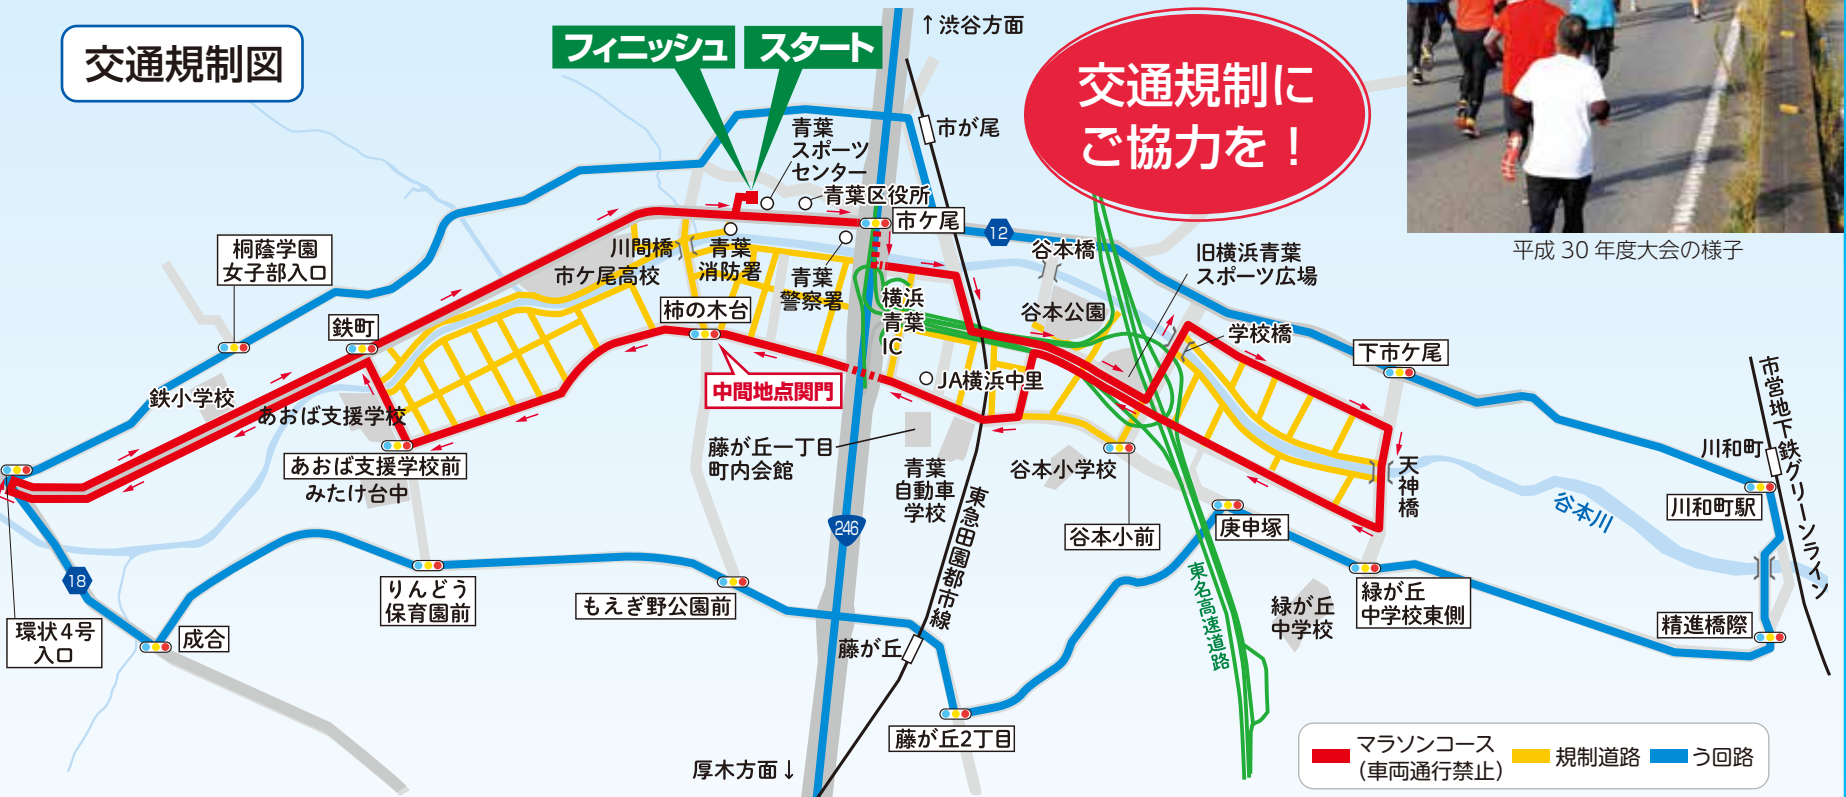 交通規制図
フィニッシュ
スタート
↑渋谷方面
交通規制に
ご協力を！
平成30年度大会の様子
市が尾
青葉
スポーツ
センター
青葉区役所
市ケ尾
12
谷本橋
旧横浜青葉
スポーツ広場
桐蔭学園
女子部入口
川間橋
市ケ尾高校
青葉
消防署
青葉
警察署
横浜
青葉
IC
谷本公園
学校橋
下市ケ尾
鉄町
柿の木台
中間地点関門
JA横浜中里
鉄小学校
あおば支援学校
あおば支援学校前
みたけ台中
藤が丘一丁目
町内会館
青葉
自動車
学校
谷本小学校
谷本小前
天神橋
川和町
川和町駅
市営地下鉄グリーンライン
谷本川
246
東急田園都市線
庚申塚
東名高速道路
緑が丘
中学校
緑が丘
中学校東側
精進橋際
18
環状4号
入口
成合
りんどう
保育園前
もえぎ野公園前
藤が丘
藤が丘2丁目
厚木方面↓
マラソンコース
(車両通行禁止)
規制道路
う回路